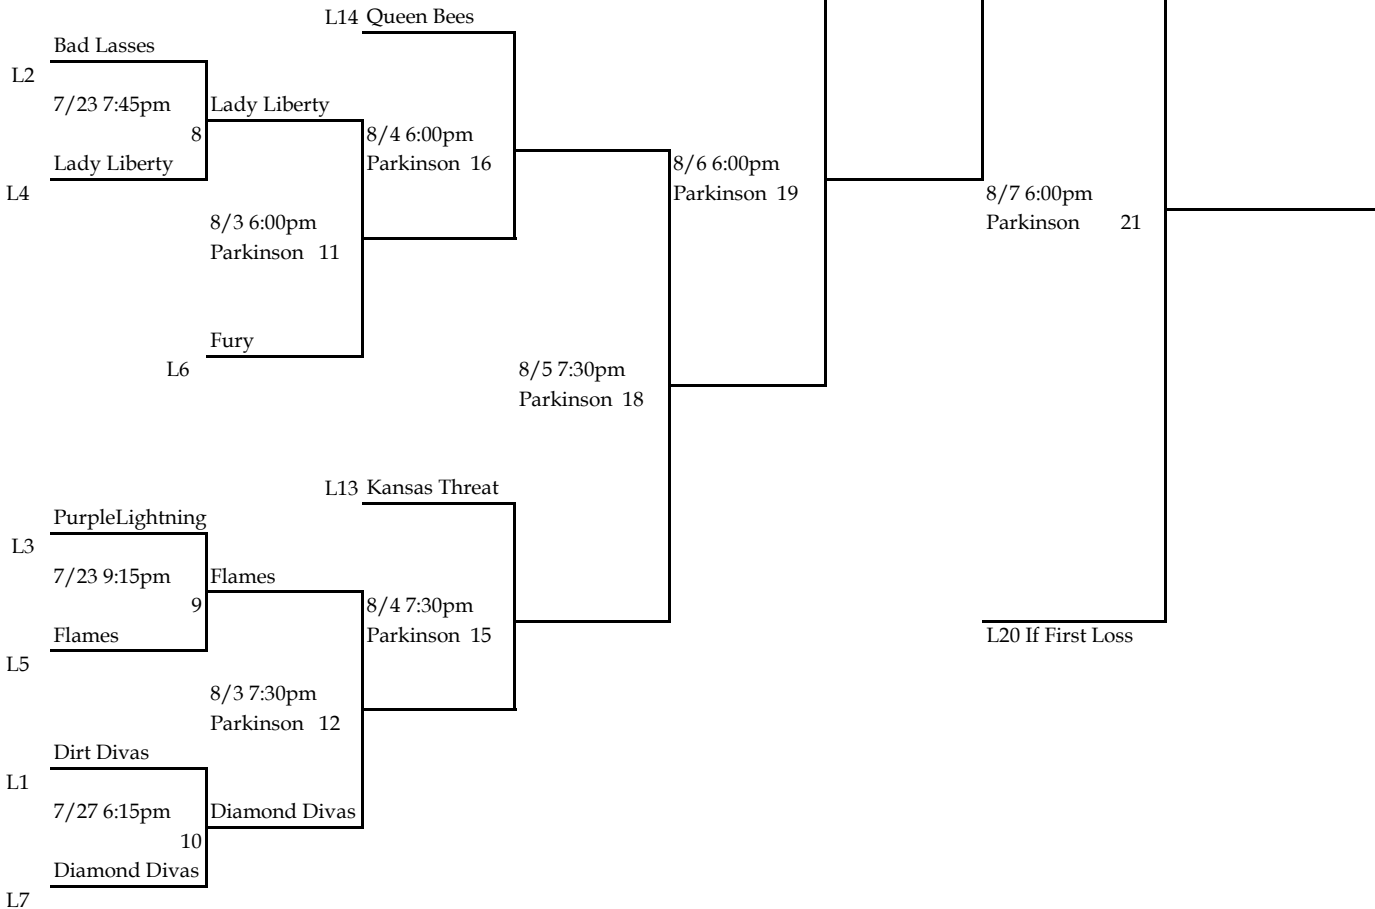 L14 Queen Bees
Bad Lasses
L2
7/23 7:45pm
Lady Liberty
8
8/4 6:00pm
Lady Liberty
Parkinson 16
8/6 6:00pm
L4
Parkinson 19
8/7 6:00pm
8/3 6:00pm
Parkinson 21
Parkinson 11
Fury
L6
8/5 7:30pm
Parkinson 18
L13 Kansas Threat
PurpleLightning
L3
7/23 9:15pm
Flames
9
8/4 7:30pm
Flames
Parkinson 15
L20 If First Loss
L5
8/3 7:30pm
Parkinson 12
Dirt Divas
L1
7/27 6:15pm
Diamond Divas
10
Diamond Divas
L7